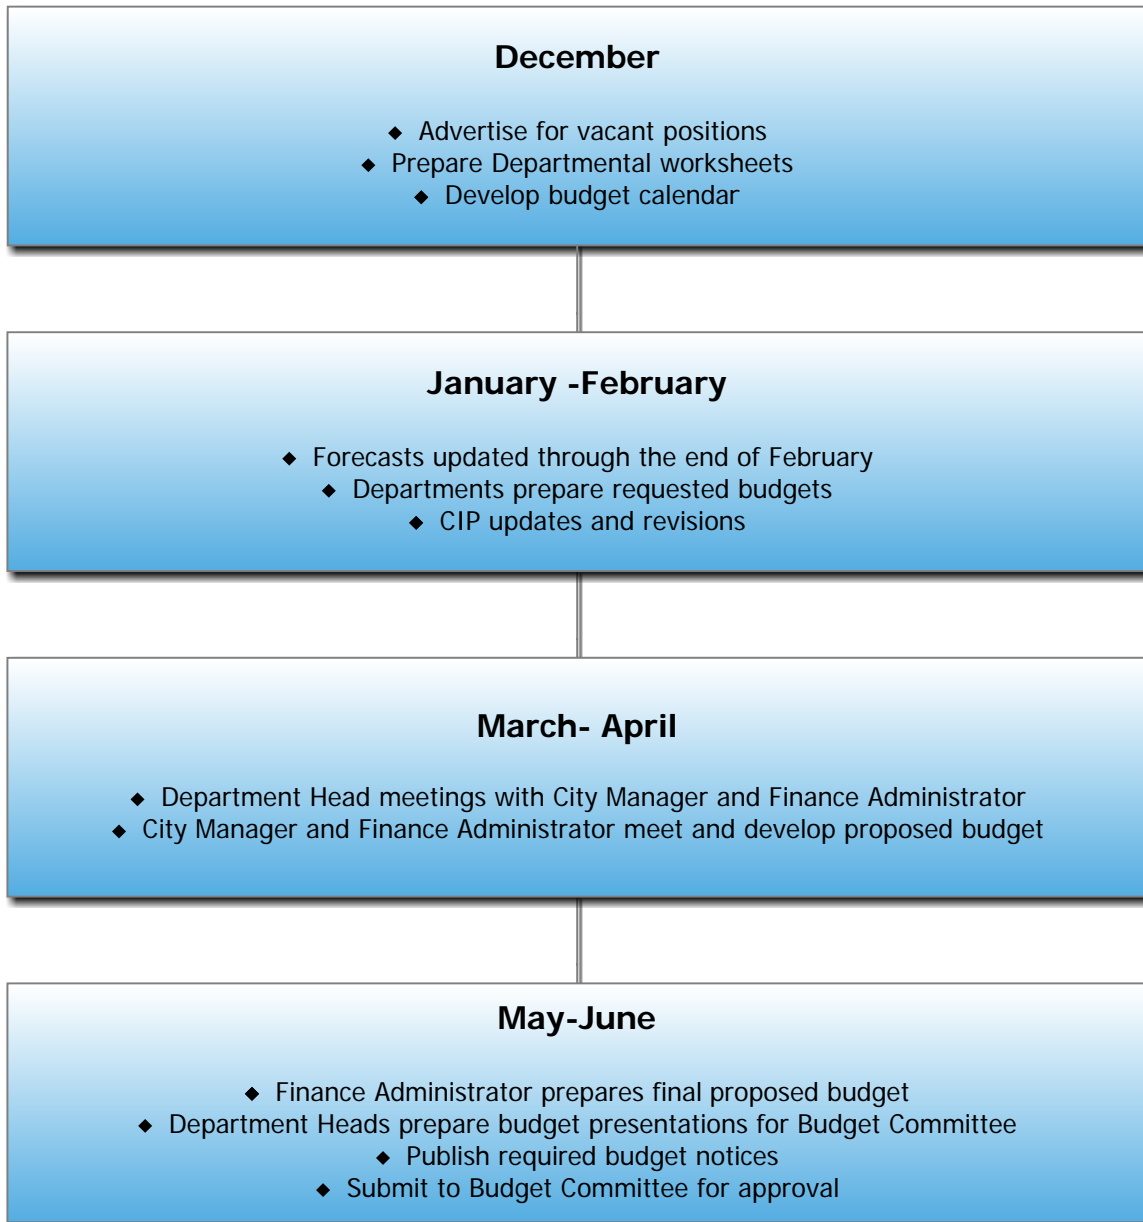 December
◆ Advertise for vacant positions
◆ Prepare Departmental worksheets
◆ Develop budget calendar
January -February
◆ Forecasts updated through the end of February
◆ Departments prepare requested budgets
◆ CIP updates and revisions
March- April
◆ Department Head meetings with City Manager and Finance Administrator
◆ City Manager and Finance Administrator meet and develop proposed budget
May-June
◆ Finance Administrator prepares final proposed budget
◆ Department Heads prepare budget presentations for Budget Committee
◆ Publish required budget notices
◆ Submit to Budget Committee for approval